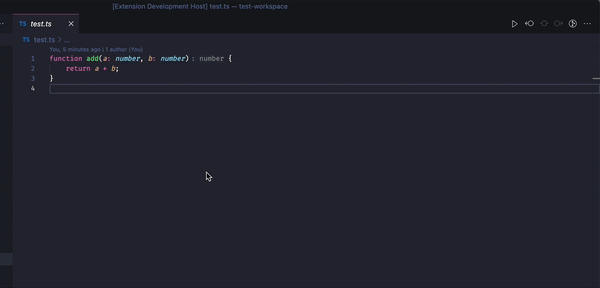 [Extension Development Host] test.ts — test-workspace
TS test.ts
TS test.ts > ...
You, 5 minutes ago | 1 author (You)
1 function add(a: number, b: number): number {
2 return a + b;
3 }
4